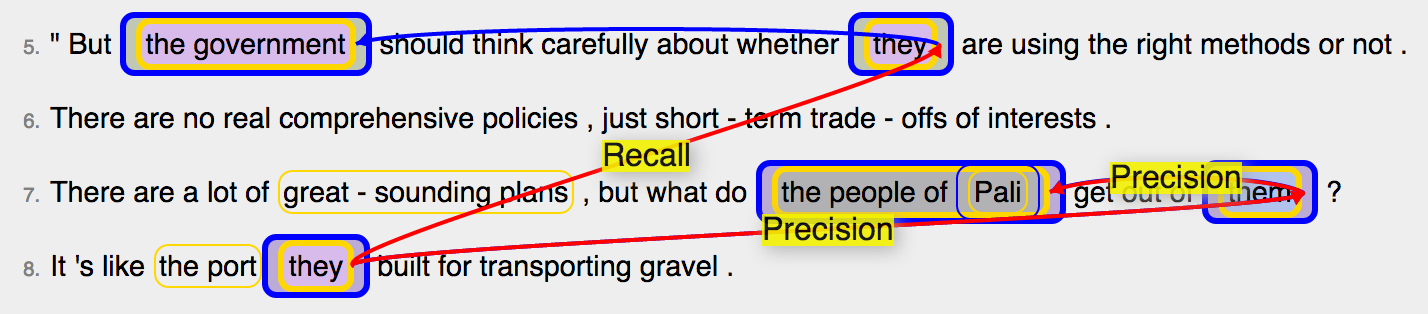 5. " But the government should think carefully about whether they are using the right methods or not .
6. There are no real comprehensive policies , just short - term trade - offs of interests .
Recall
7. There are a lot of great - sounding plans , but what do the people of Pali get out of them ?
Precision
Precision
8. It 's like the port they built for transporting gravel .